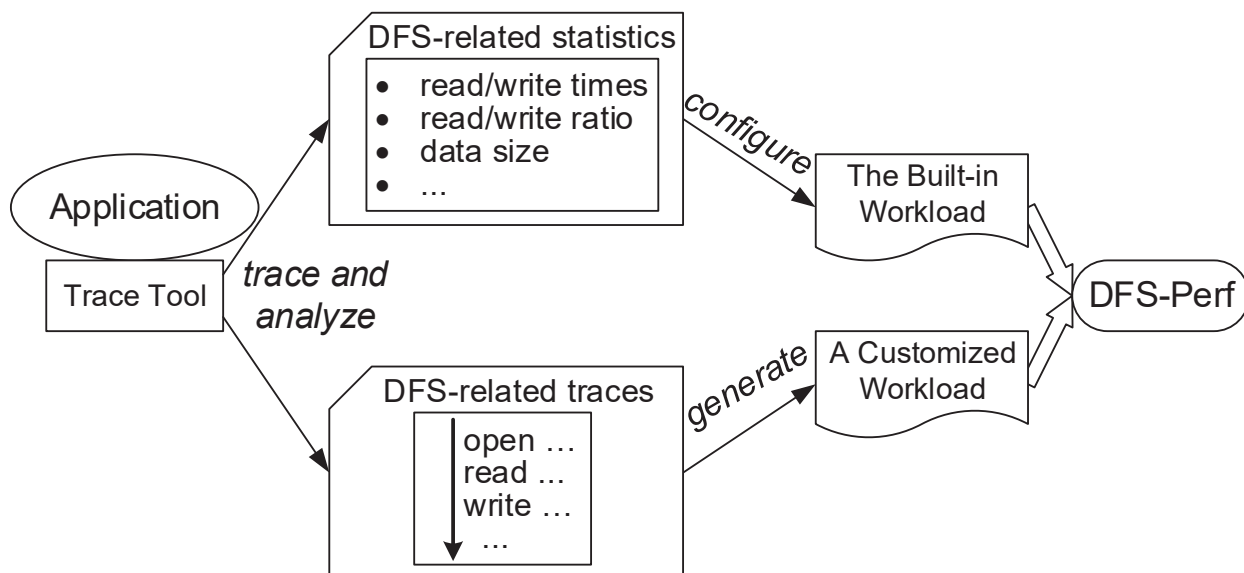 DFS-related statistics
• read/write times
• read/write ratio
• data size
• ...
configure
The Built-in
Workload
Application
Trace Tool
trace and
analyze
DFS-Perf
DFS-related traces
open …
read ...
write …
...
generate
A Customized
Workload